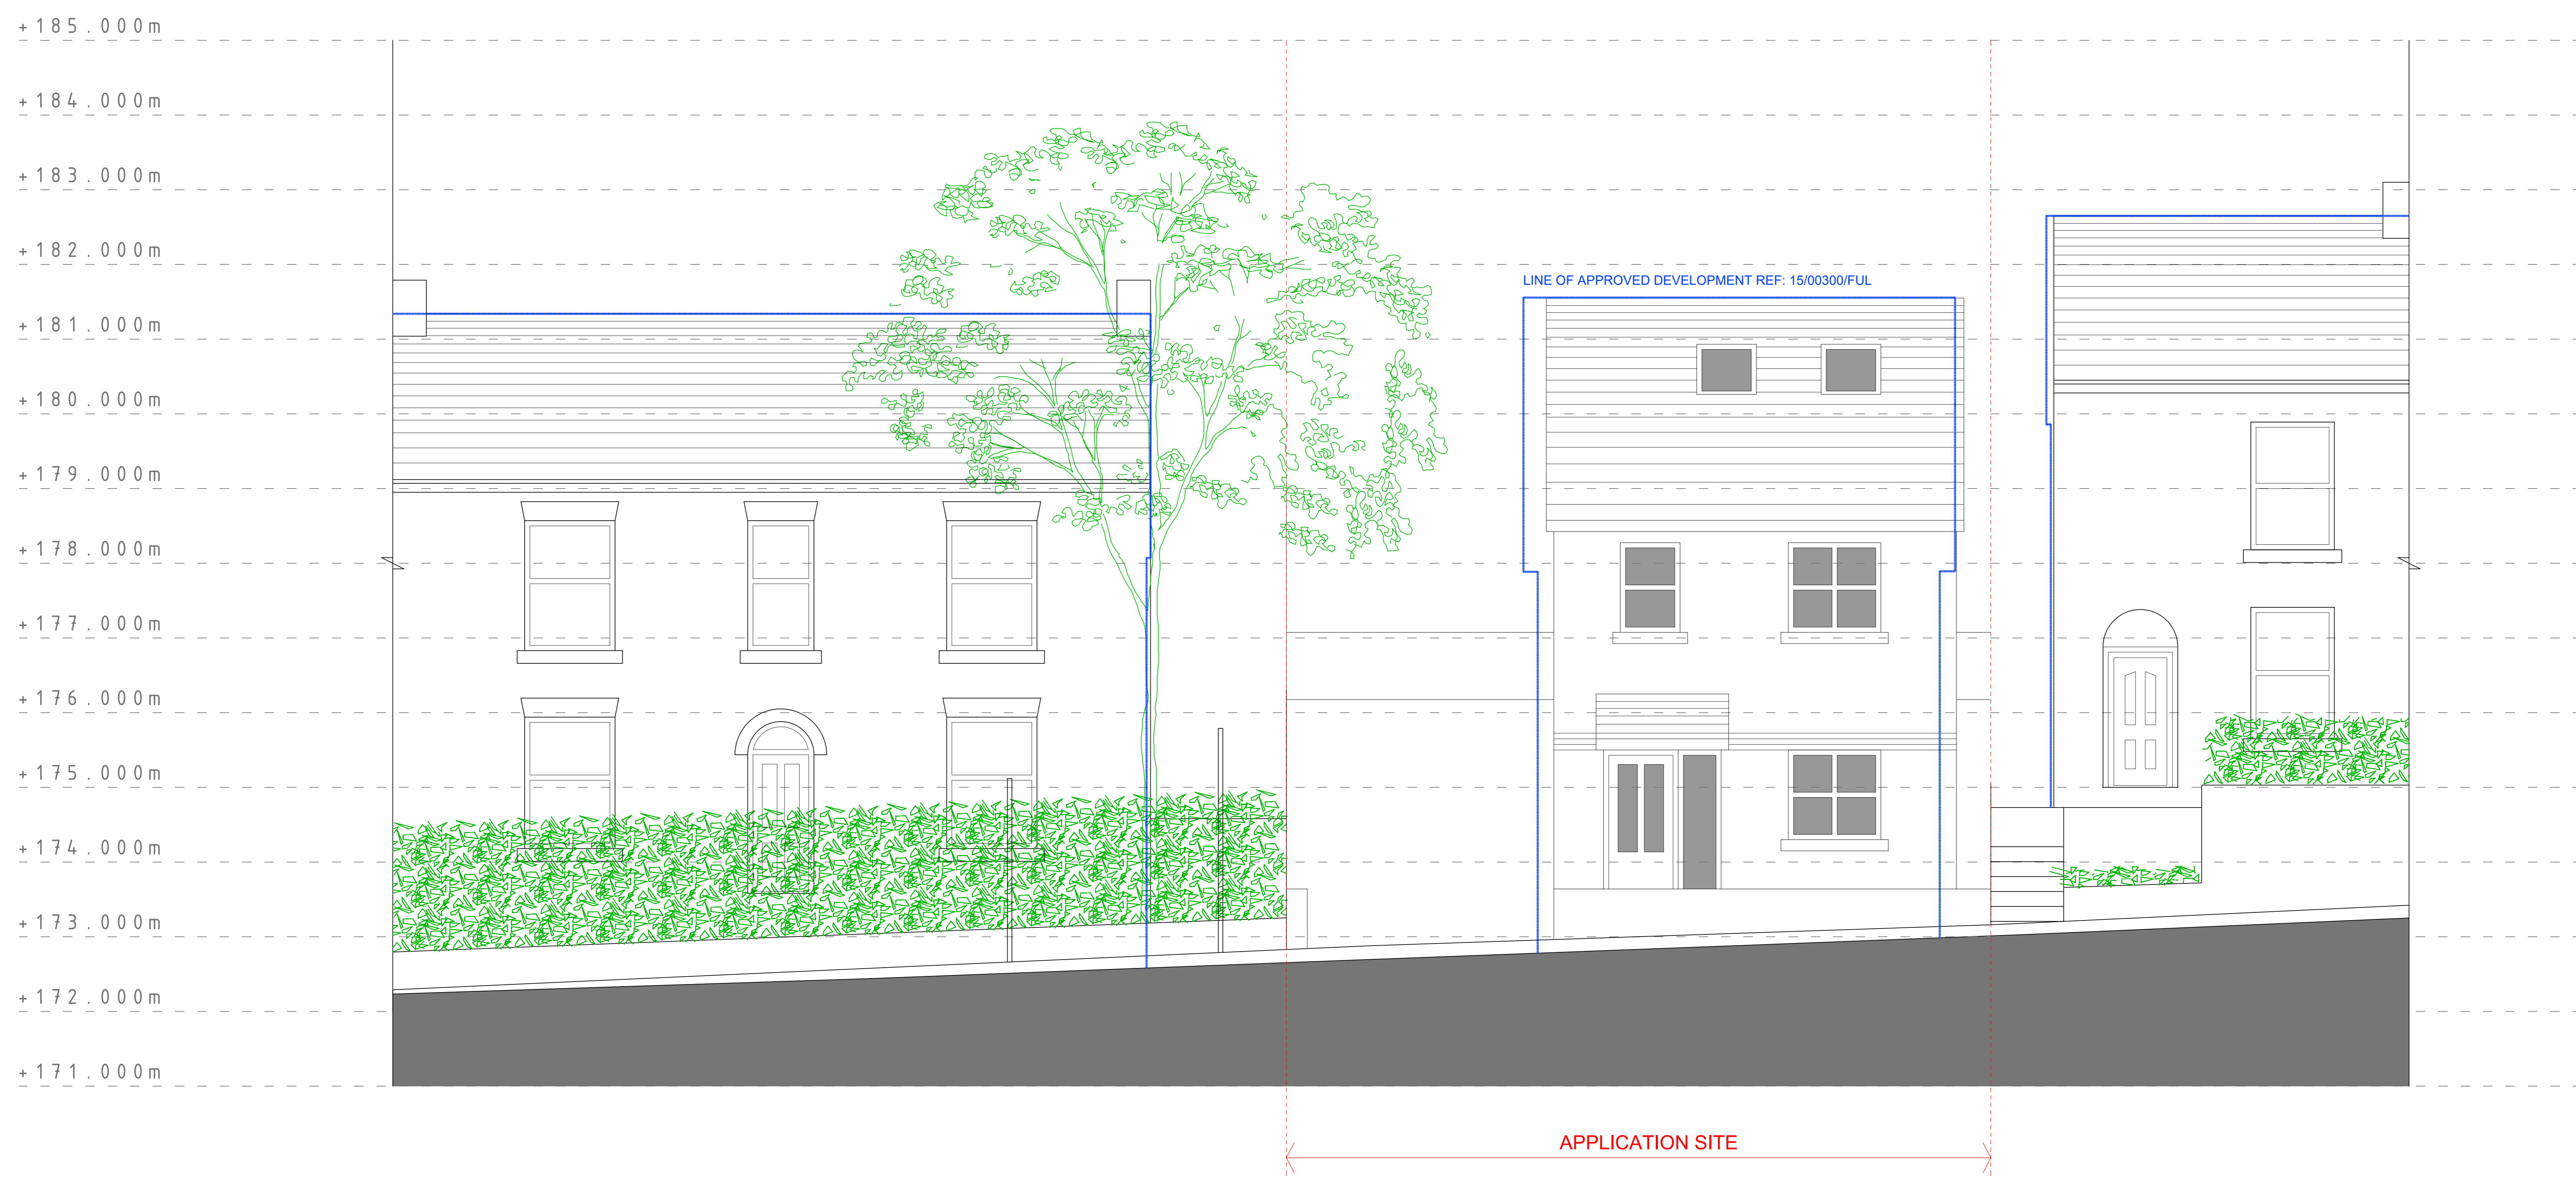 +185.000m
+184.000m
+183.000m
+182.000m
LINE OF APPROVED DEVELOPMENT REF: 15/00300/FUL
+181.000m
+180.000m
+179.000m
+178.000m
+177.000m
+176.000m
+175.000m
+174.000m
+173.000m
+172.000m
+171.000m
APPLICATION SITE